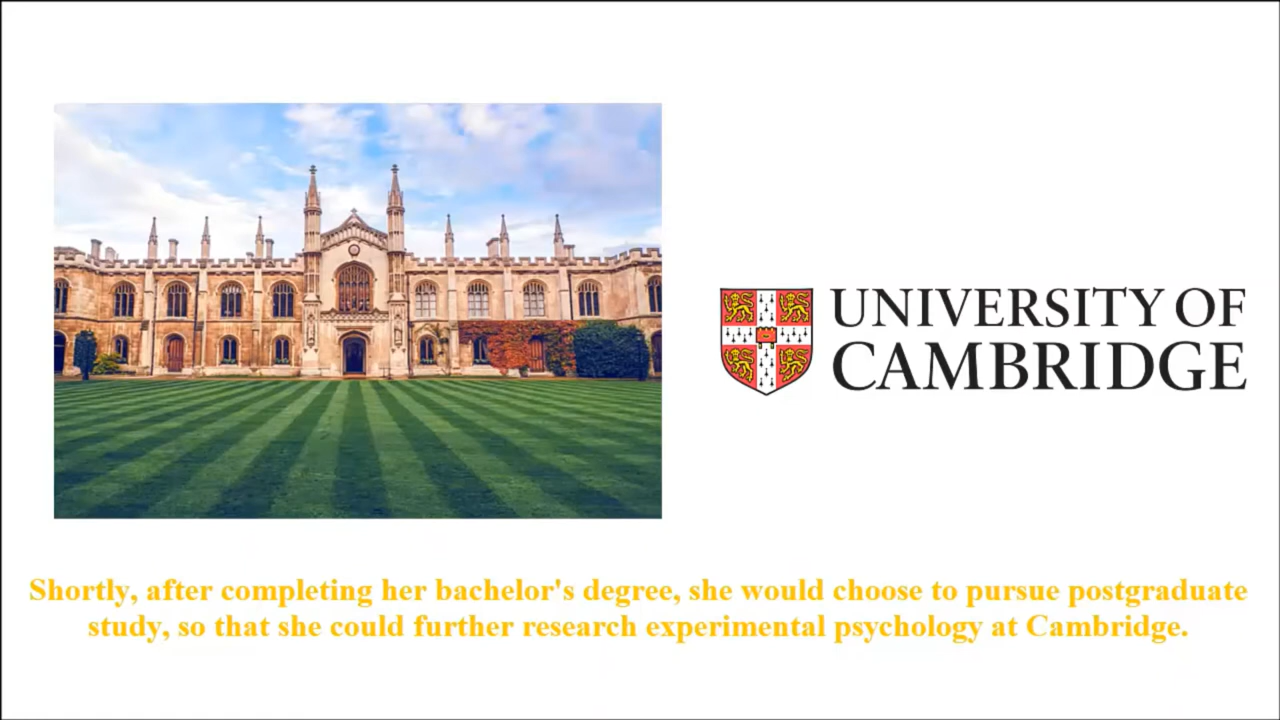 UNIVERSITY OF
CAMBRIDGE
Shortly, after completing her bachelor's degree, she would choose to pursue postgraduate
study, so that she could further research experimental psychology at Cambridge.